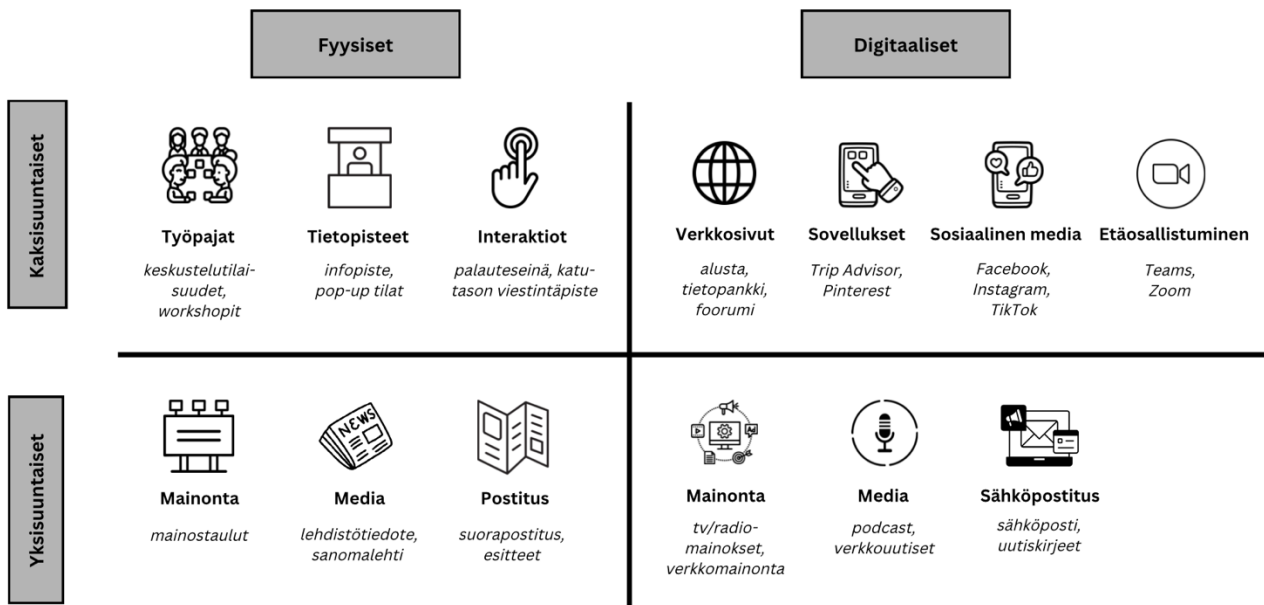 Fyysiset
Digitaaliset
Kaksisuuntaiset
Työpajat
keskustelutilai-
suudet,
workshopit
Tietopisteet
infopiste,
pop-up tilat
Interaktiot
palauteseinä, katu-
tason viestintäpiste
Verkkosivut
alusta,
tietopankki,
foorumi
Sovellukset
Trip Advisor,
Pinterest
Sosiaalinen media
Facebook,
Instagram,
TikTok
Etäosallistuminen
Teams,
Zoom
Yksisuuntaiset
Mainonta
mainostaulut
NEWS
Media
lehdistötiedote,
sanomalehti
Postitus
suorapostitus,
esitteet
Ad
Mainonta
tv/radio-
mainokset,
verkkomainonta
Media
podcast,
verkkouutiset
Sähköpostitus
sähköposti,
uutiskirjeet